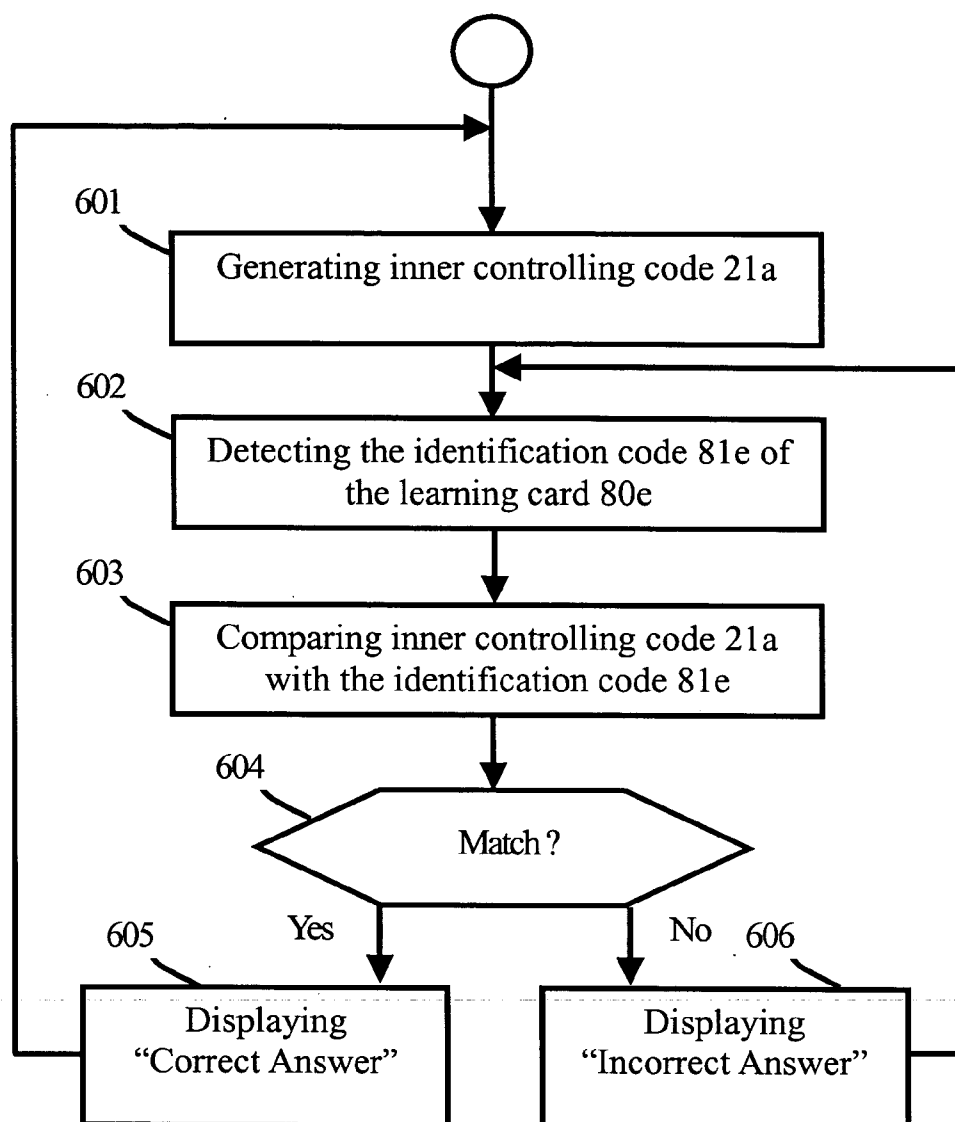 601
Generating inner controlling code 21a
602
Detecting the identification code 81e of
the learning card 80e
603
Comparing inner controlling code 21a
with the identification code 81e
604
Match ?
Yes
No
605
606
Displaying
“Correct Answer”
Displaying
“Incorrect Answer”